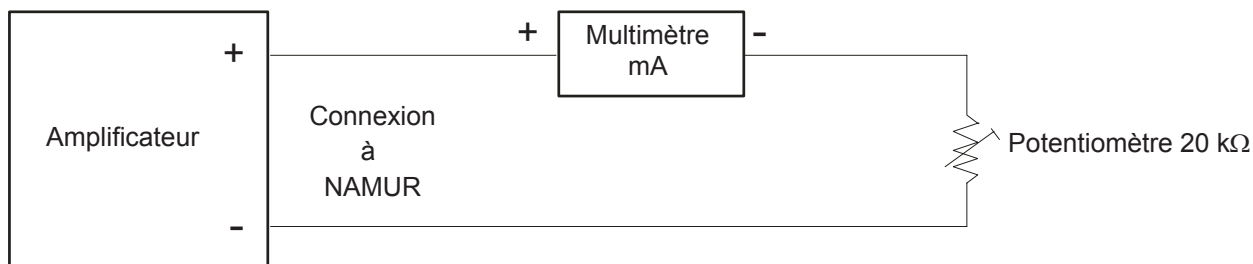 +
-
Multimètre
mA
+
Amplificateur
Connexion
à
NAMUR
-
Potentiomètre 20 kΩ